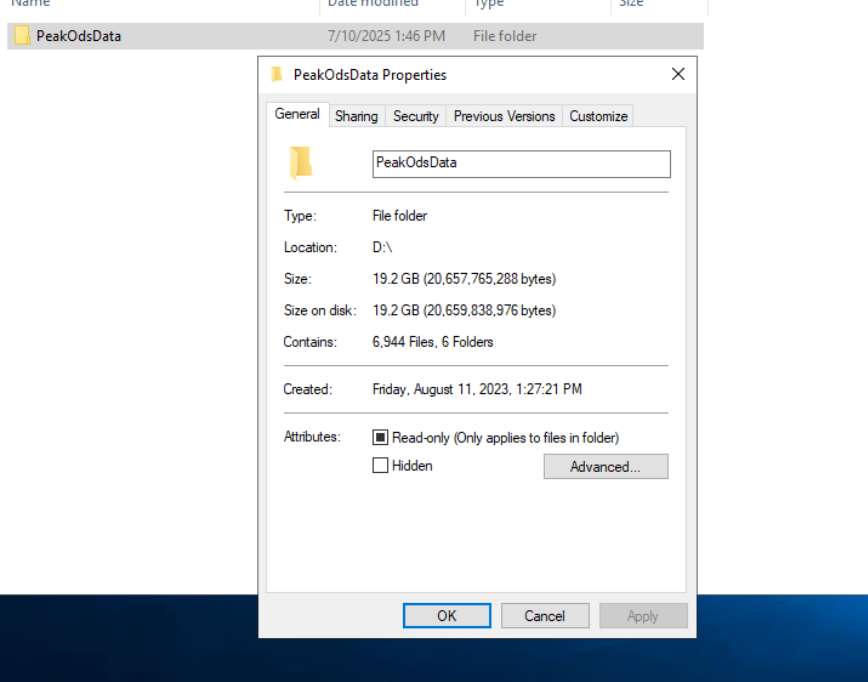 Name Date modified Type Size
PeakOdsData 7/10/2025 1:46 PM File folder
PeakOdsData Properties
General Sharing Security Previous Versions Customize
PeakOdsData
Type: File folder
Location: D:\
Size: 19.2 GB (20,657,765,288 bytes)
Size on disk: 19.2 GB (20,659,838,976 bytes)
Contains: 6,944 Files, 6 Folders
Created: Friday, August 11, 2023, 1:27:21 PM
Attributes: Read-only (Only applies to files in folder)
Hidden Advanced...
OK Cancel Apply